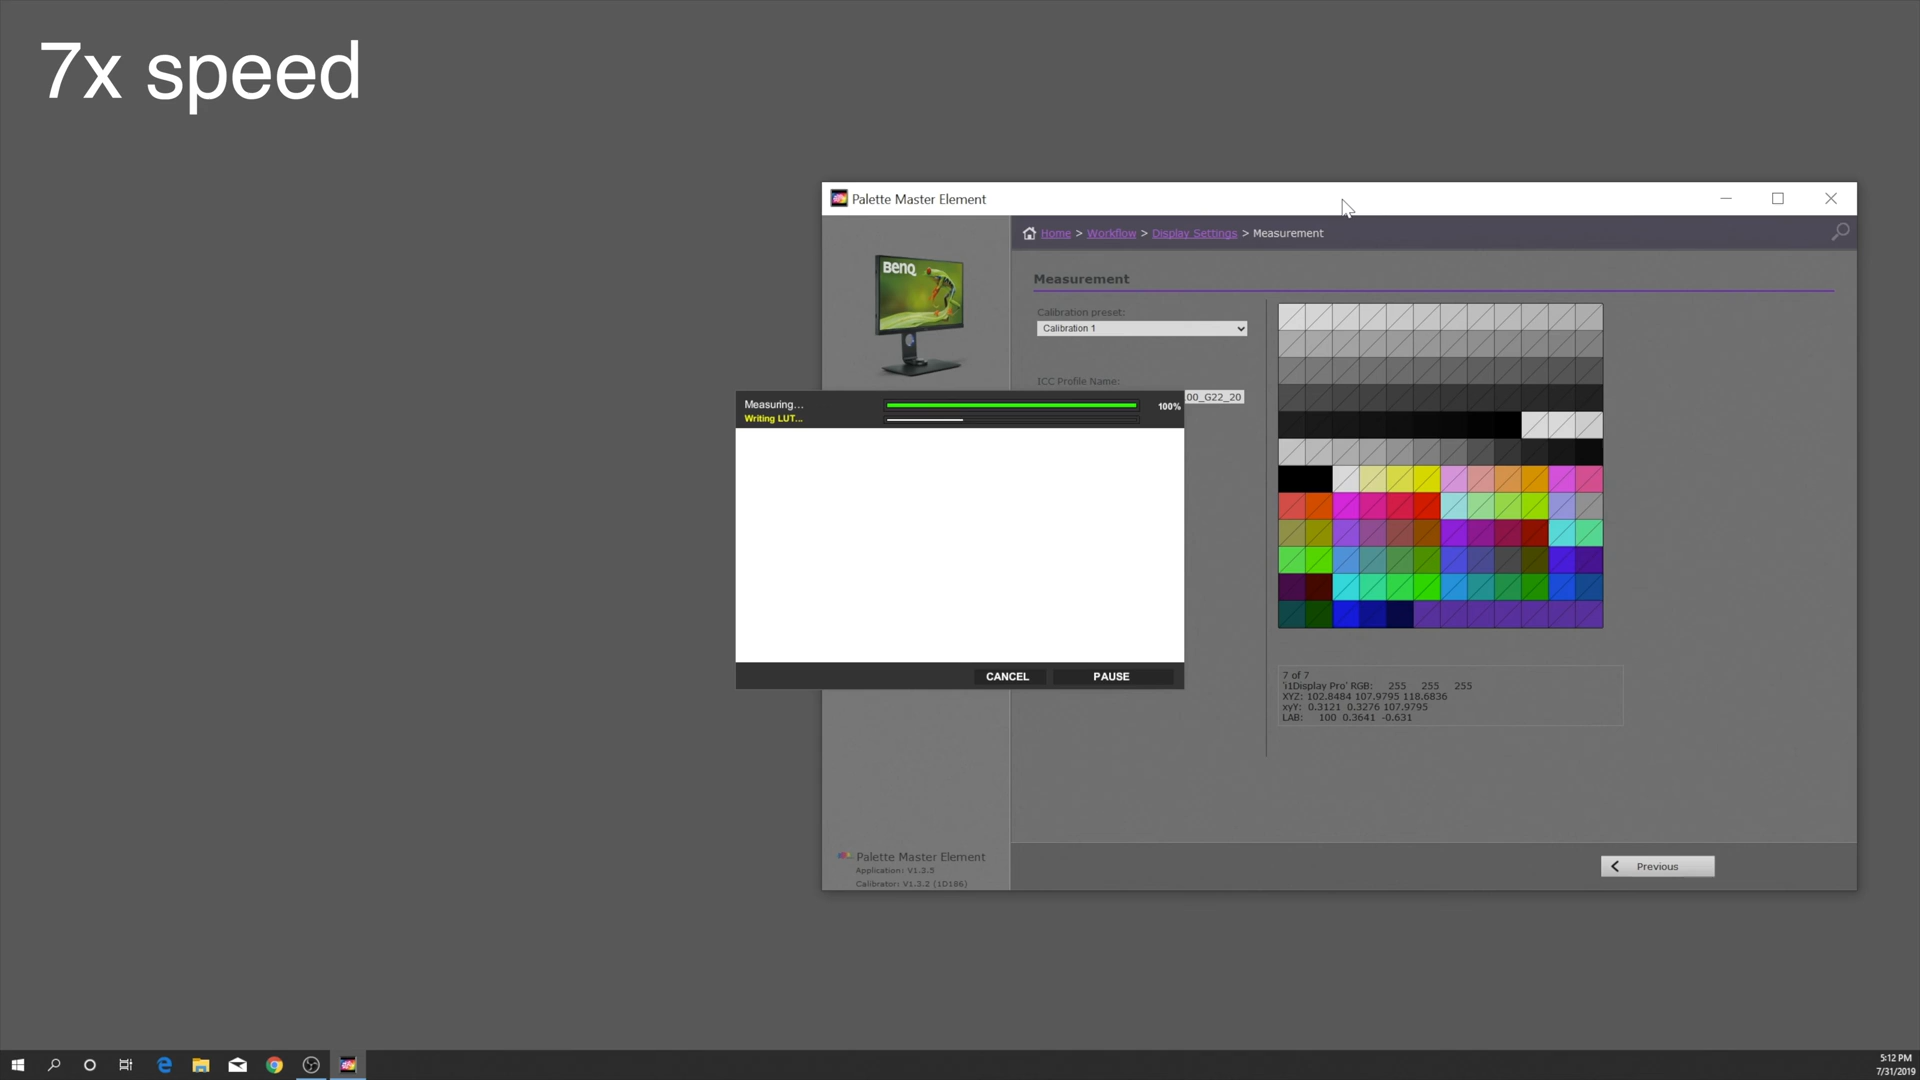 7x speed
Palette Master Element
Home > Workflow > Display Settings > Measurement
BenQ
Measurement
Calibration preset:
Calibration 1
ICC Profile Name:
00_G22_20
Measuring...
100%
Writing LUT...
CANCEL
PAUSE
7 of 7
'i1Display Pro' RGB: 255 255 255
XYZ: 102.8484 107.9795 118.6836
xyY: 0.3121 0.3276 107.9795
LAB: 100 0.3641 -0.631
Palette Master Element
Application: V1.3.5
Calibrator: V1.3.2 (1D186)
Previous
5:12 PM
7/31/2019